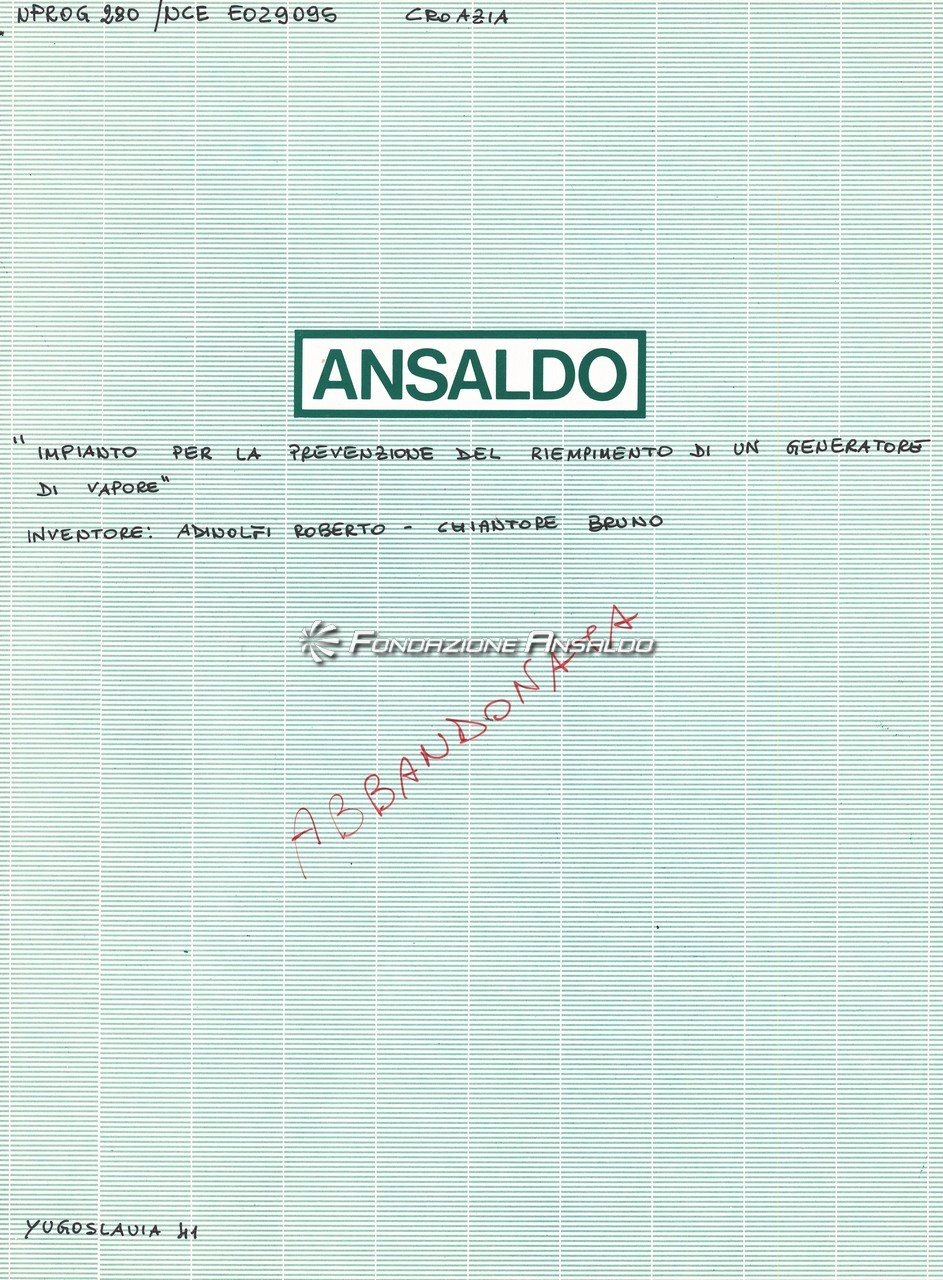 NPROG 280 /NCE E029095 CROAZIA
ANSALDO
"IMPIANTO PER LA PREVENZIONE DEL RIEMPIMENTO DI UN GENERATORE
DI VAPORE"
INVENTORE: ADINOLFI ROBERTO - CHIANTORE BRUNO
FONDAZIONE ANSALDO
ABBANDONATA
YUGOSLAVIA 41